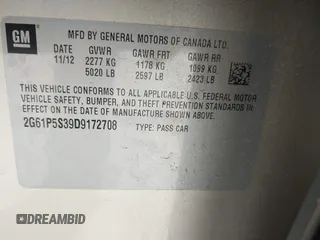 GM
MFD BY GENERAL MOTORS OF CANADA LTD.
DATE GVWR GAWR FRT GAWR RR
11/12 2277 KG 1178 KG 1099 KG
5020 LB 2597 LB 2423 LB
THIS VEHICLE CONFORMS TO ALL APPLICABLE U.S. FEDERAL MOTOR
VEHICLE SAFETY, BUMPER, AND THEFT PREVENTION STANDARDS IN
EFFECT ON THE DATE OF MANUFACTURE SHOWN ABOVE.
2G61P5S39D9172708 TYPE: PASS CAR
DREAMBID